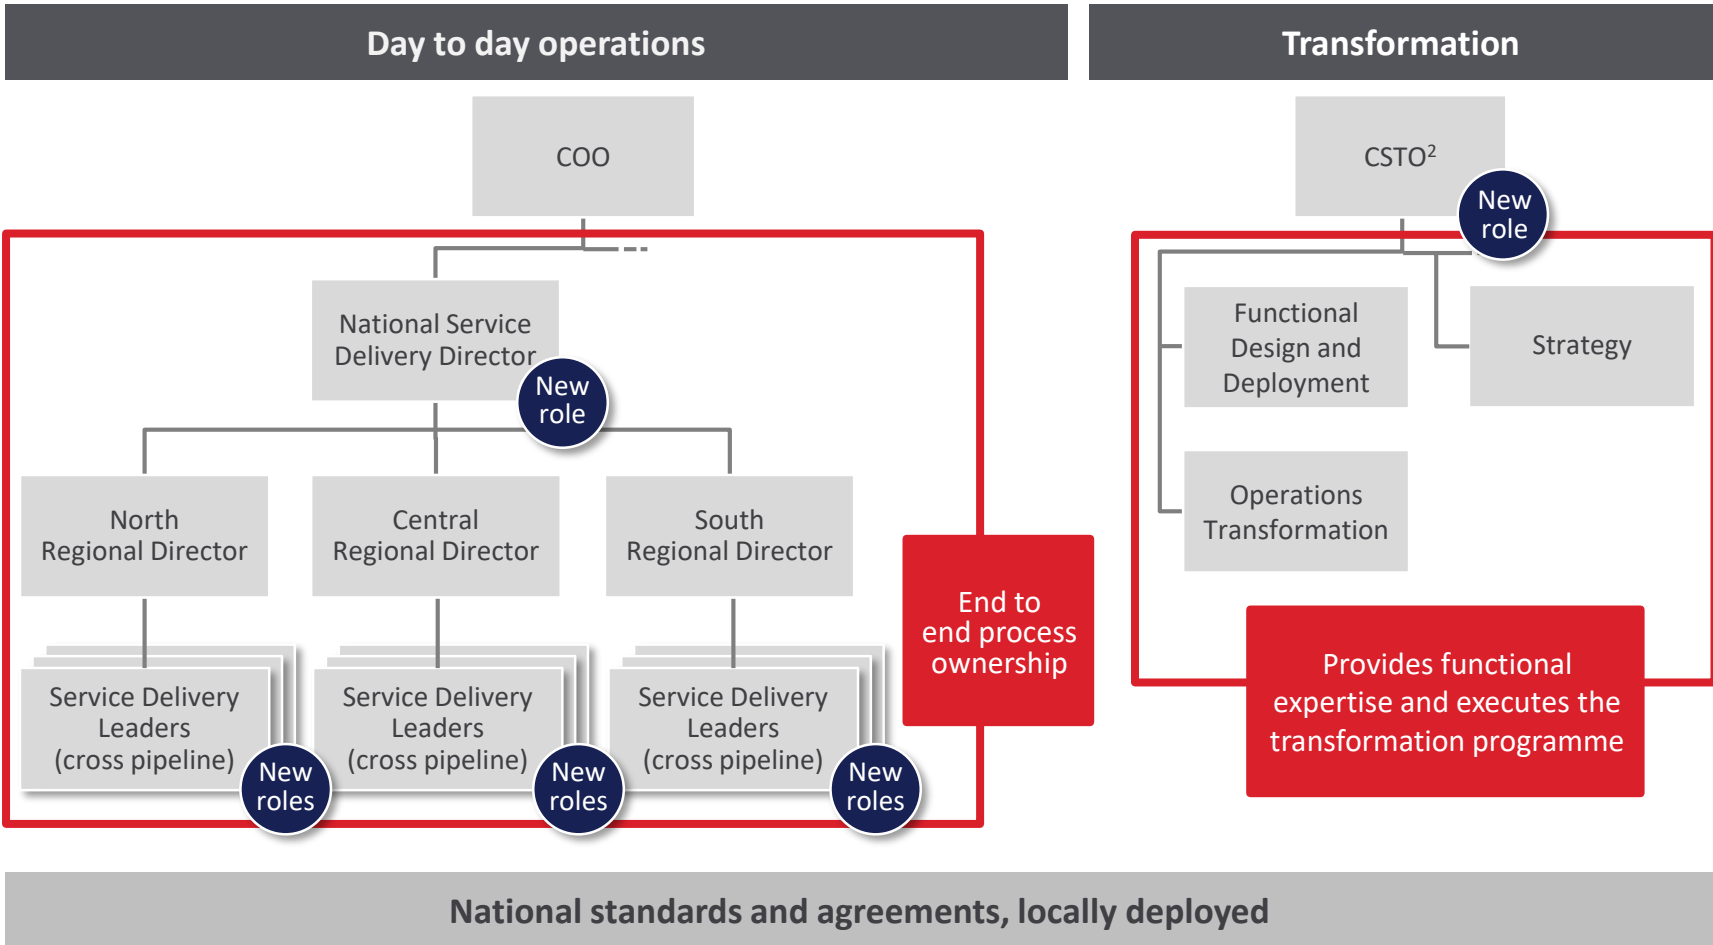 Day to day operations
Transformation
COO
CSTO²
New
role
National Service
Delivery Director
New
role
Functional
Design and
Deployment
Strategy
North
Regional Director
Central
Regional Director
South
Regional Director
Operations
Transformation
End to
end process
ownership
Service Delivery
Leaders
(cross pipeline)
New
roles
Service Delivery
Leaders
(cross pipeline)
New
roles
Service Delivery
Leaders
(cross pipeline)
New
roles
Provides functional
expertise and executes the
transformation programme
National standards and agreements, locally deployed